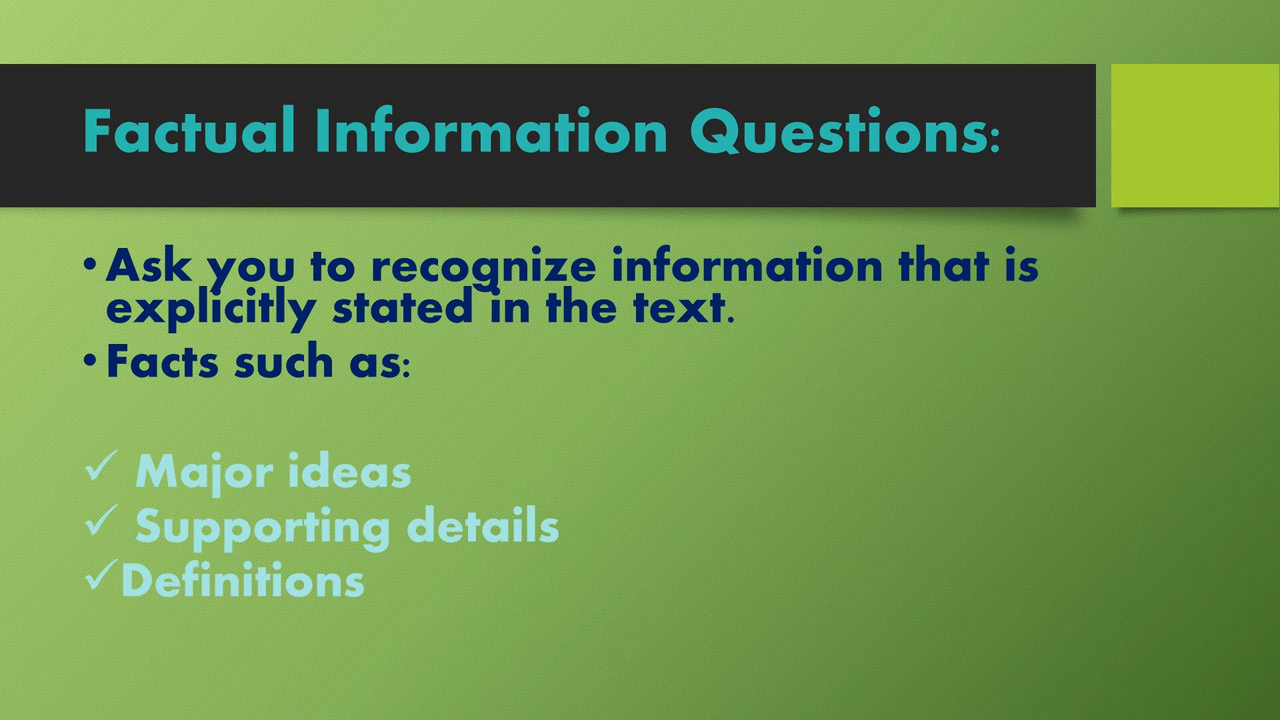 Factual Information Questions:
• Ask you to recognize information that is
explicitly stated in the text.
• Facts such as:
✓ Major ideas
✓ Supporting details
✓Definitions